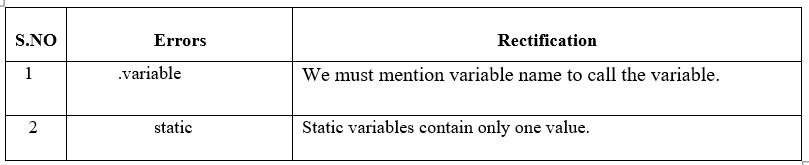 S.NO Errors Rectification
1 .variable We must mention variable name to call the variable.
2 static Static variables contain only one value.